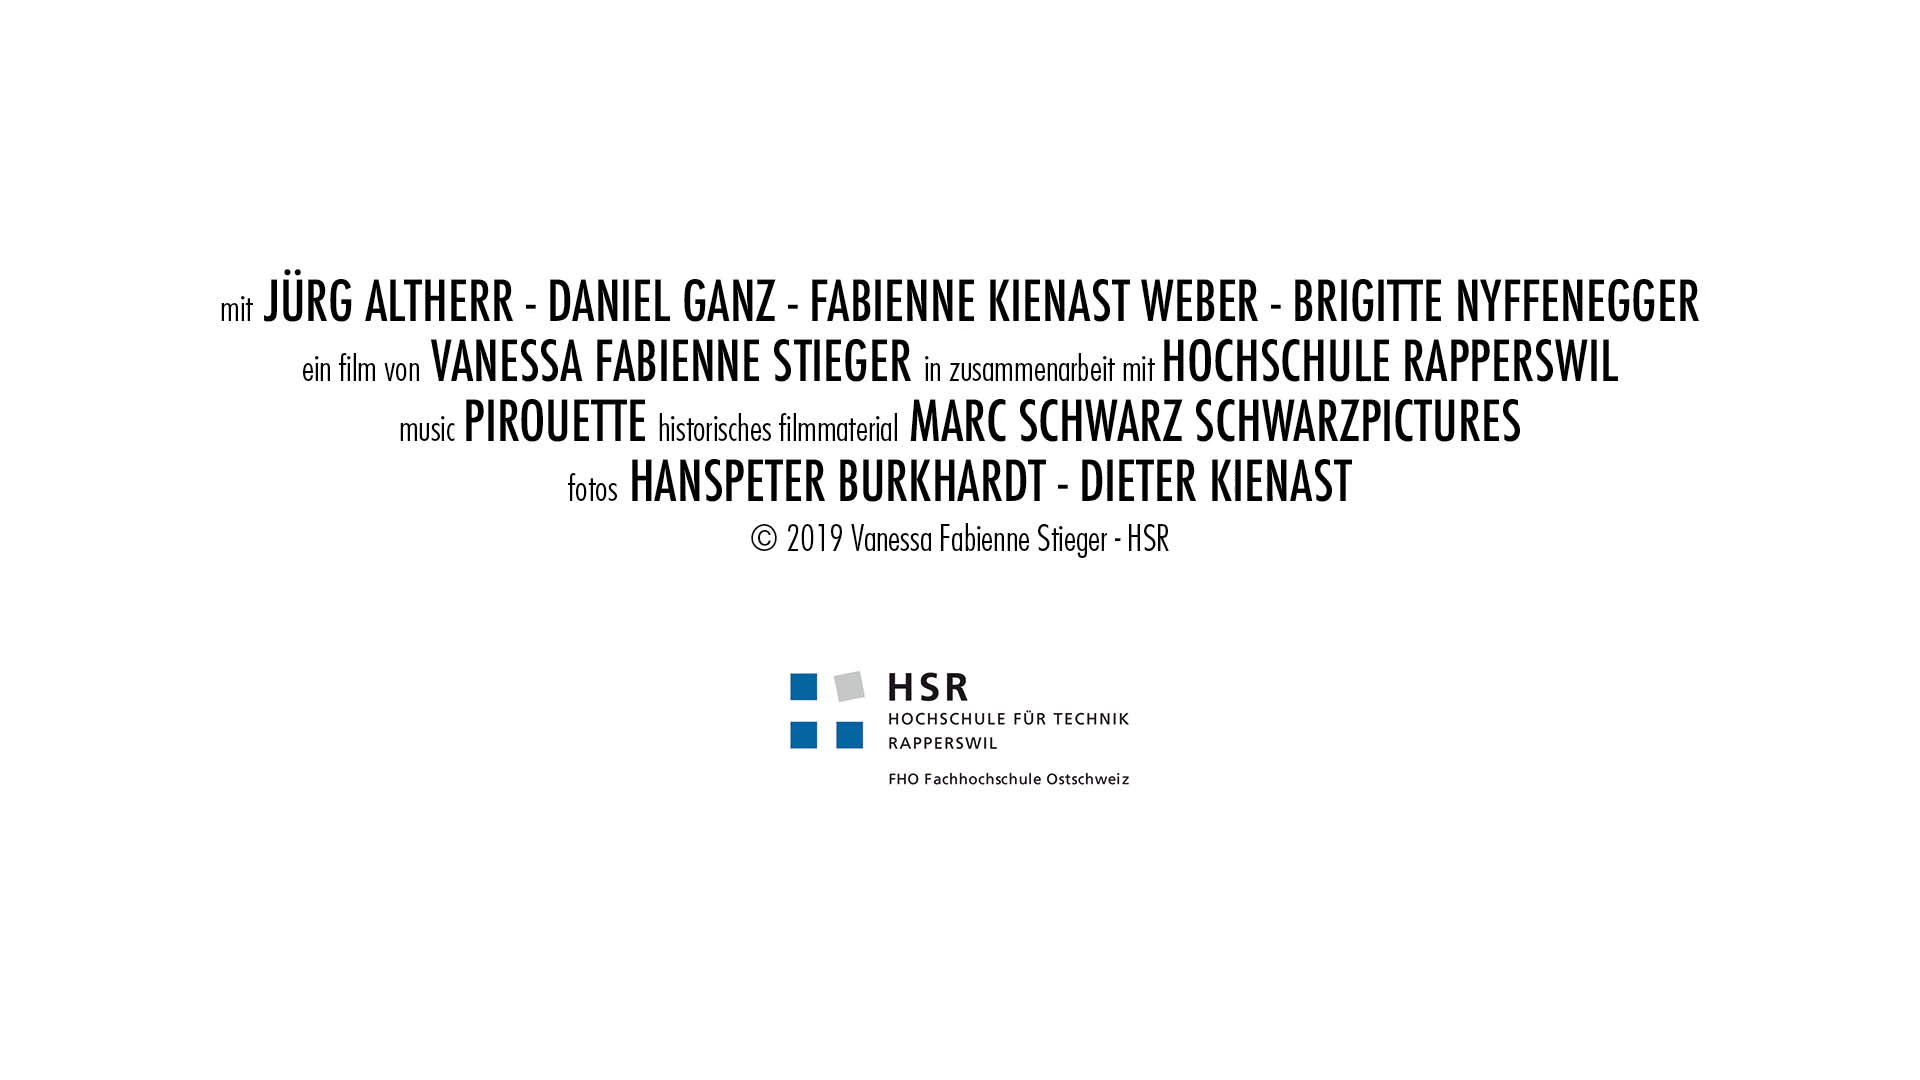 mit JÜRG ALTHERR - DANIEL GANZ - FABIENNE KIENAST WEBER - BRIGITTE NYFFENEGGER
ein film von VANESSA FABIENNE STIEGER in zusammenarbeit mit HOCHSCHULE RAPPERSWIL
music PIROUETTE historisches filmmaterial MARC SCHWARZ SCHWARZPICTURES
fotos HANSPETER BURKHARDT - DIETER KIENAST
© 2019 Vanessa Fabienne Stieger - HSR
HSR
HOCHSCHULE FÜR TECHNIK
RAPPERSWIL
FHO Fachhochschule Ostschweiz